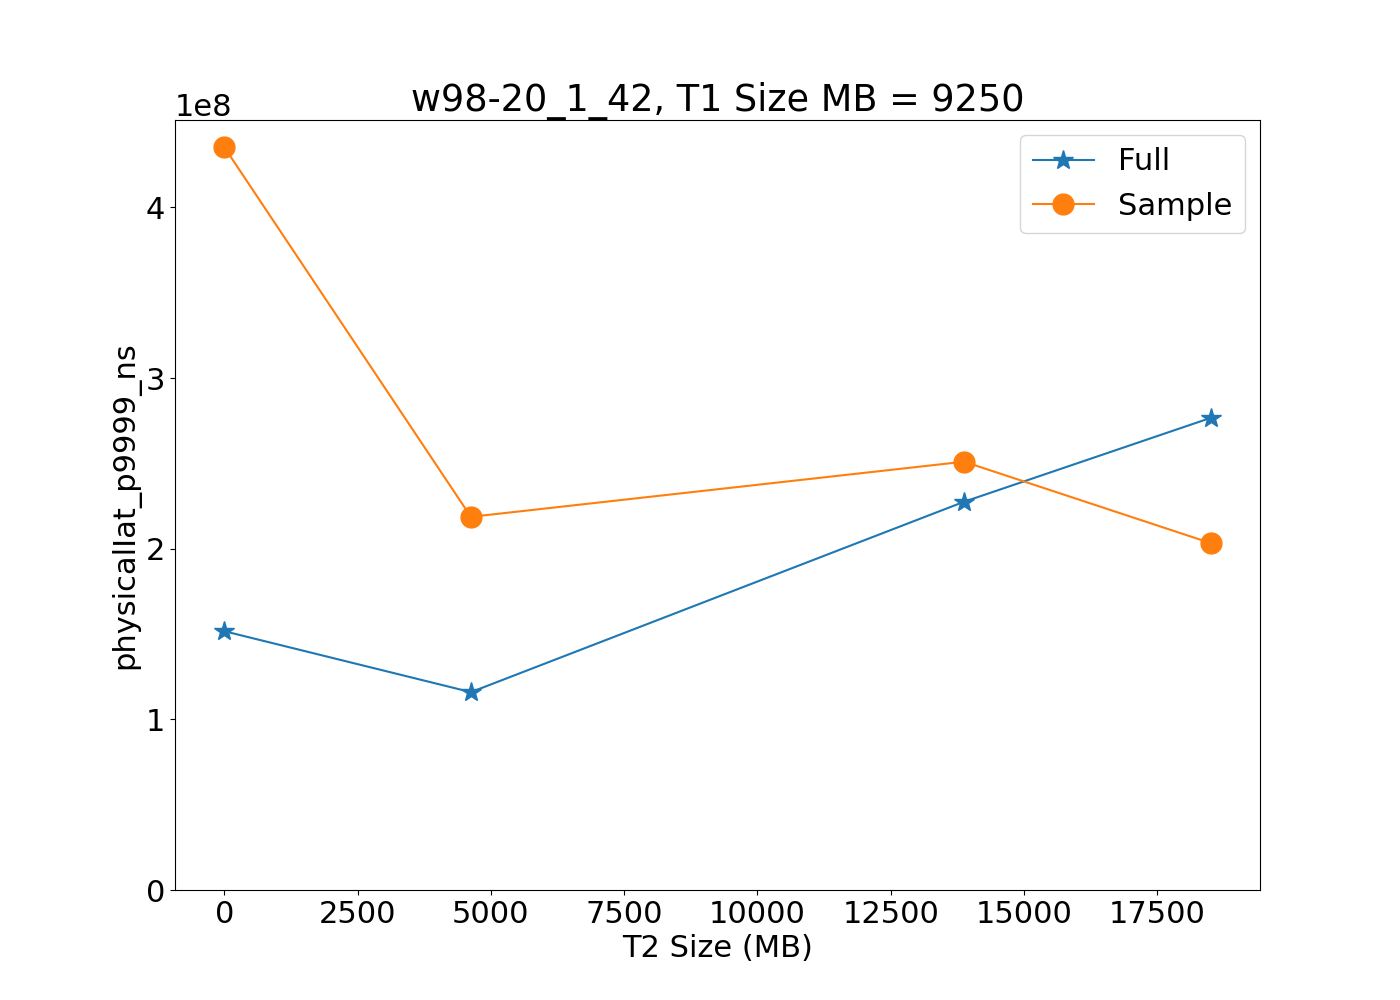 w98-20_1_42, T1 Size MB = 9250
1e8
Full
Sample
4
3
2
1
0
physicallat_p9999_ns
0 2500 5000 7500 10000 12500 15000 17500
T2 Size (MB)